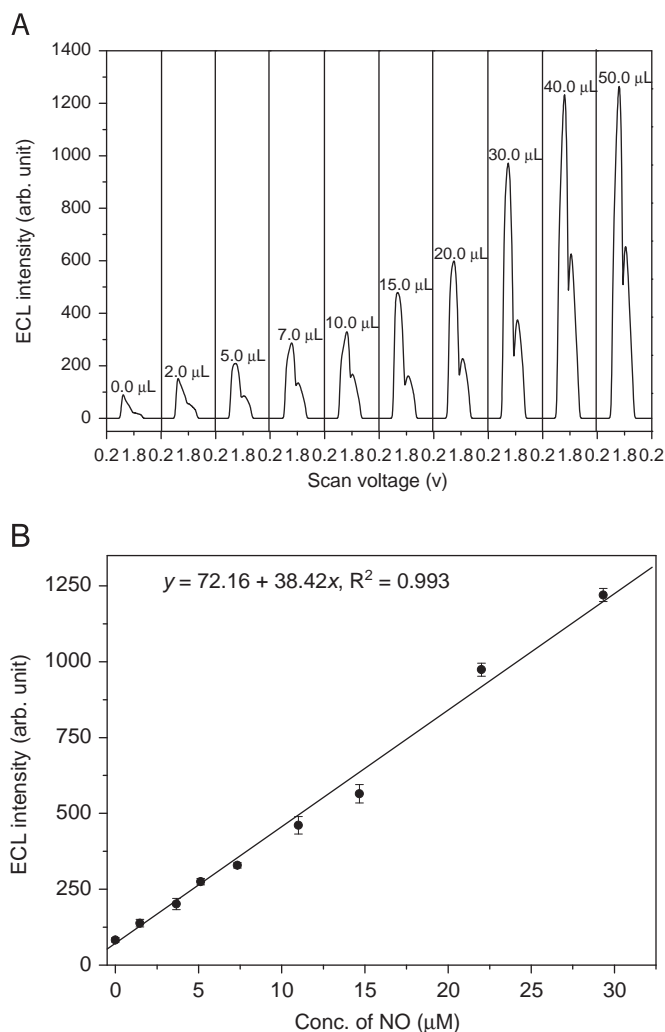 A
1400
1200
1000
800
600
400
200
0
ECL intensity (arb. unit)
0.0 μL
2.0 μL
5.0 μL
7.0 μL
10.0 μL
15.0 μL
20.0 μL
30.0 μL
40.0 μL
50.0 μL
0.2 1.8 0.2 1.8 0.2 1.8 0.2 1.8 0.2 1.8 0.2 1.8 0.2 1.8 0.2 1.8 0.2 1.8 0.2 1.8 0.2
Scan voltage (v)
B
y = 72.16 + 38.42x, R² = 0.993
1250
1000
750
500
250
0
ECL intensity (arb. unit)
0 5 10 15 20 25 30
Conc. of NO (μM)